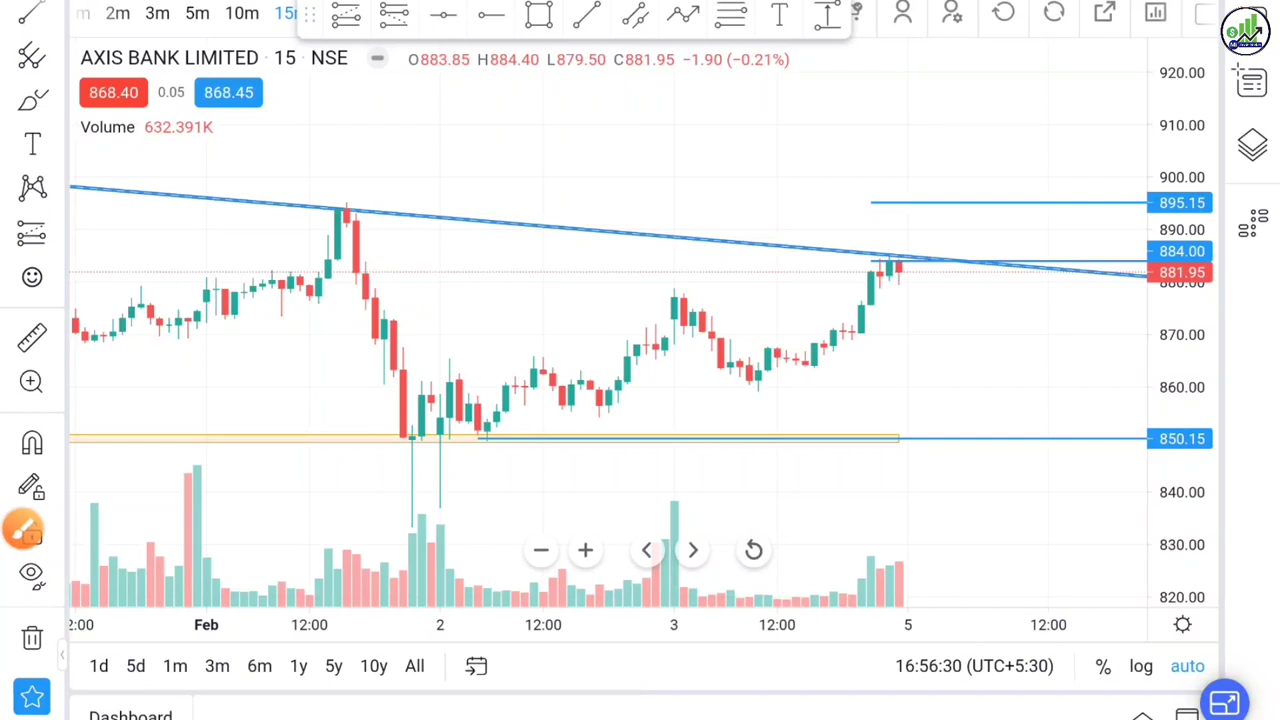 m 2m 3m 5m 10m 15m
AXIS BANK LIMITED · 15 · NSE O883.85 H884.40 L879.50 C881.95 −1.90 (−0.21%)
868.40 0.05 868.45
Volume 632.391K
920.00
910.00
900.00
895.15
890.00
884.00
881.95
880.00
870.00
860.00
850.15
840.00
830.00
820.00
2:00 Feb 12:00 2 12:00 3 12:00 5 12:00
1d 5d 1m 3m 6m 1y 5y 10y All 16:56:30 (UTC+5:30) % log auto
Dashboard